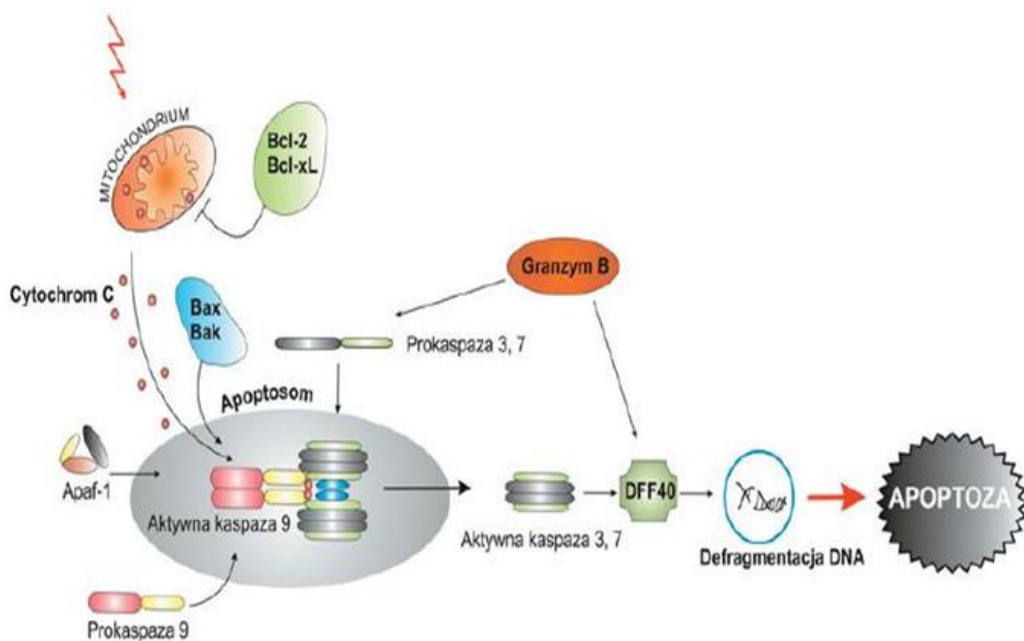 MITOCHONDRIUM
Bcl-2
Bcl-xL
Granzym B
Cytochrom C
Bax
Bak
Prokaspaza 3, 7
Apoptosom
Apaf-1
Aktywna kaspaza 9
Aktywna kaspaza 3, 7
DFF40
Defragmentacja DNA
APOPTOZA
Prokaspaza 9